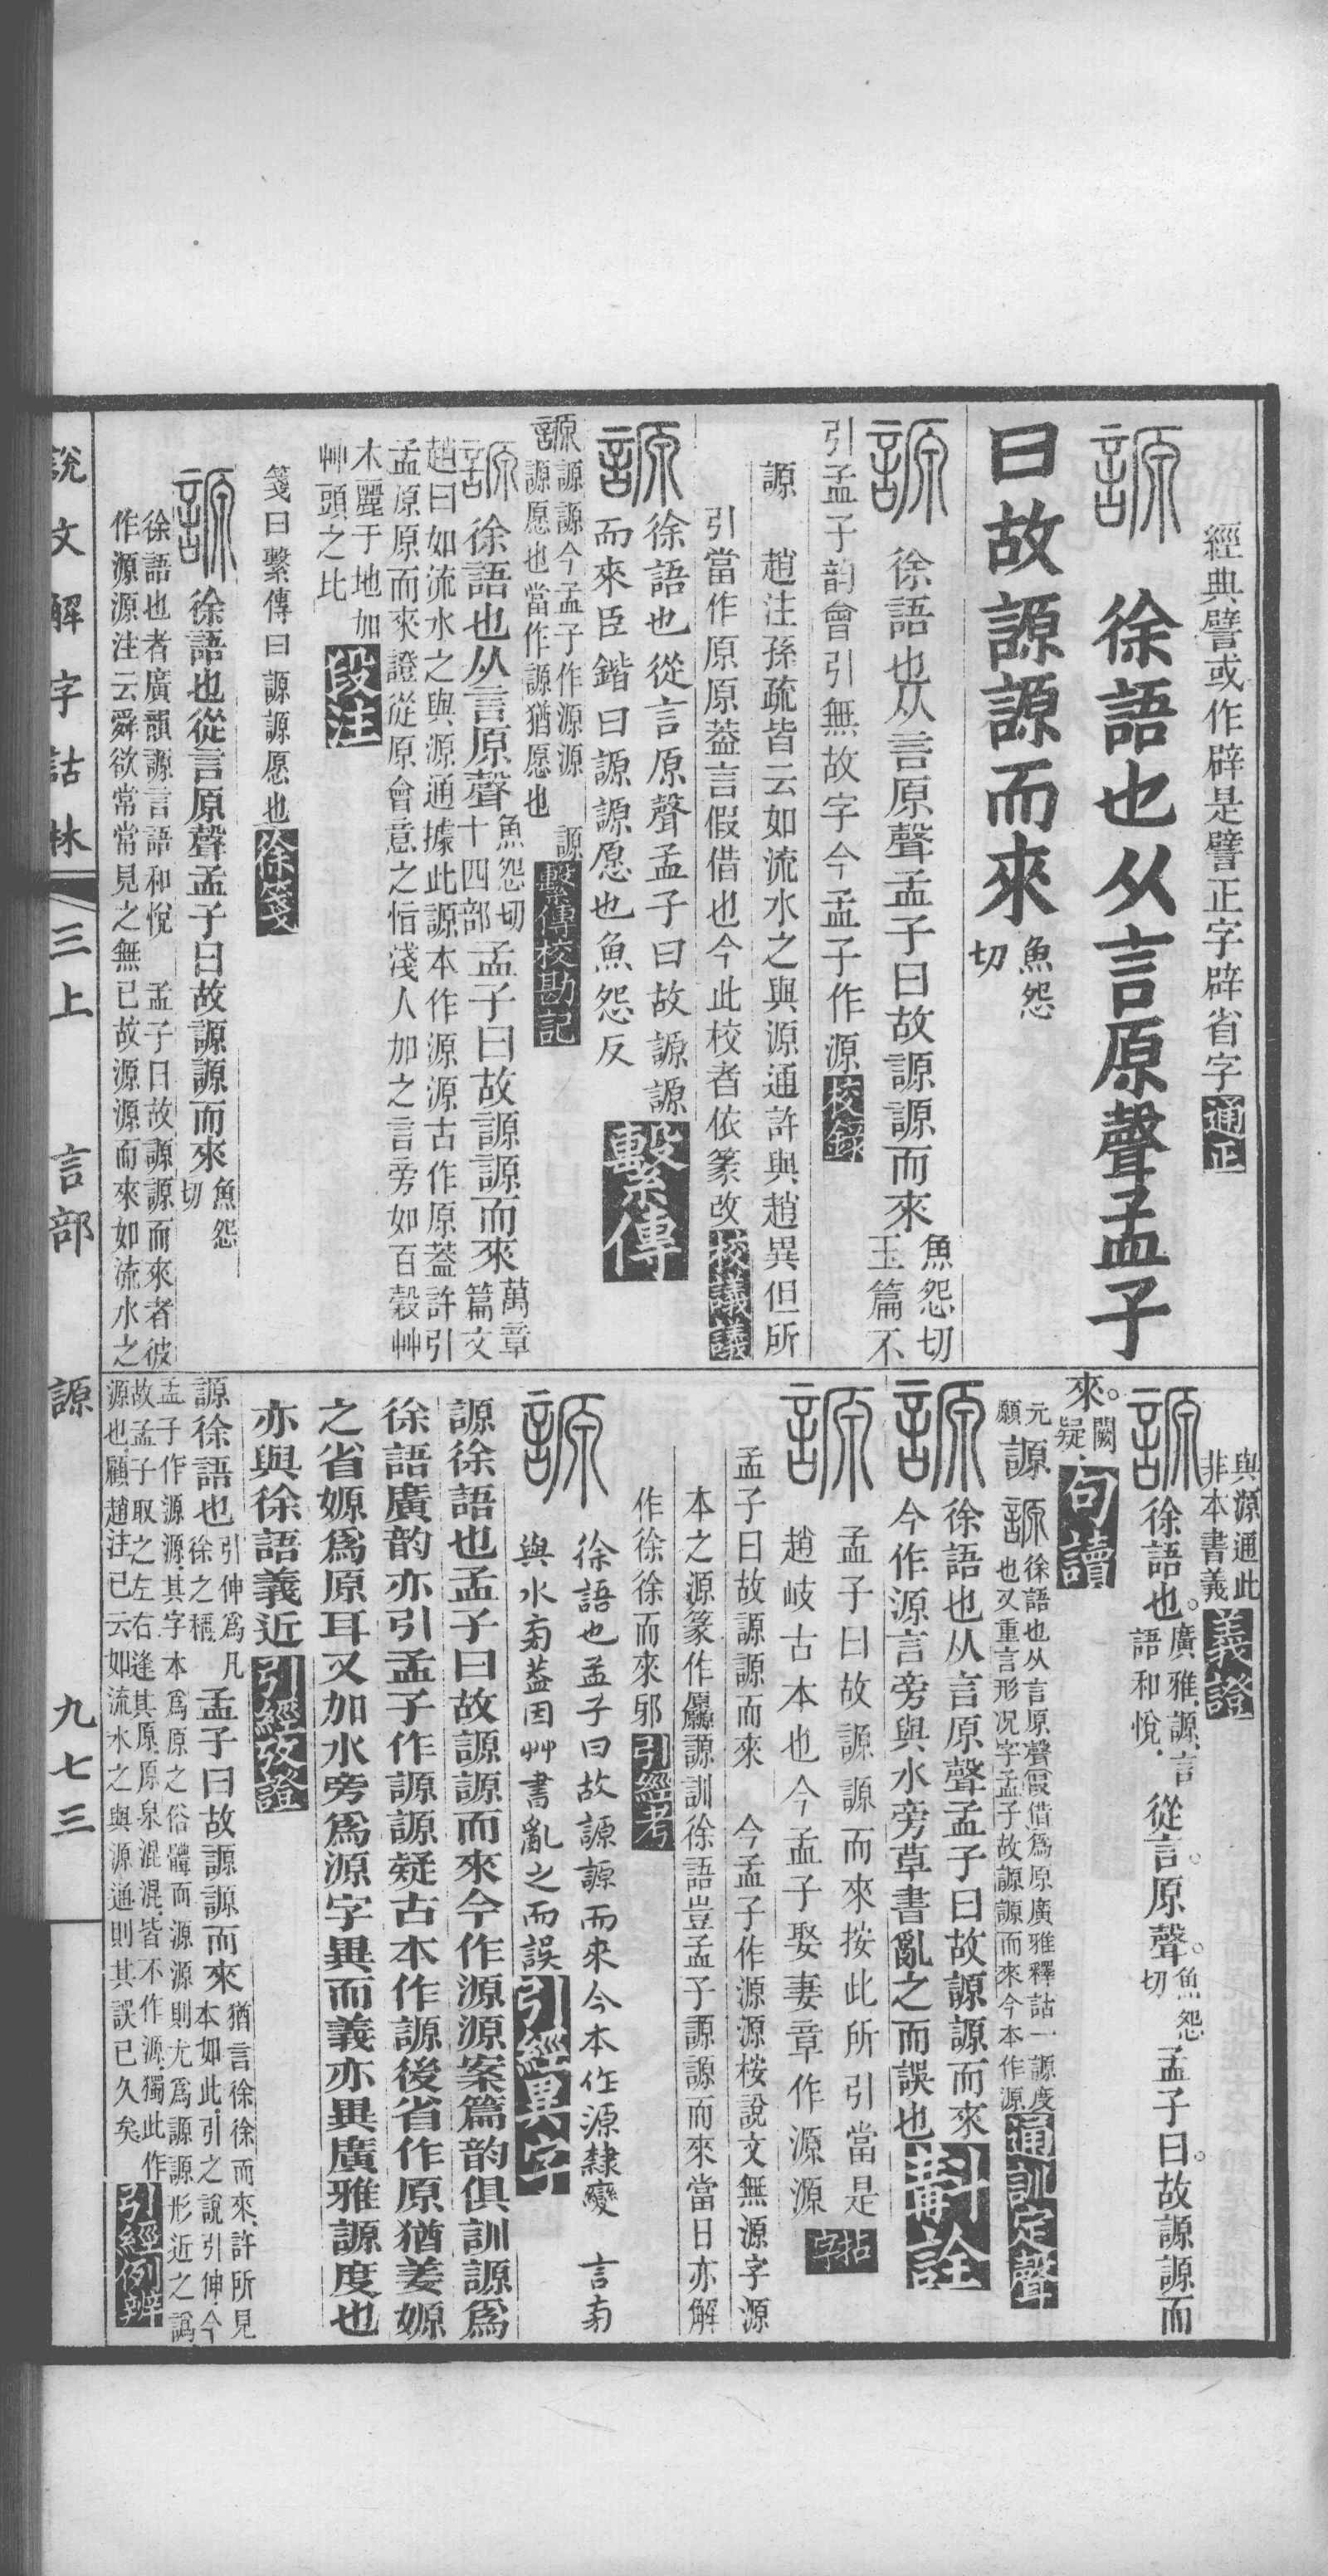 經典譬或作辟是譬正字辟省字通正
謜 徐語也从言原聲孟子
曰故謜謜而來魚怨切
謜 徐語也从言原聲孟子曰故謜謜而來魚怨切玉篇不
引孟子韵會引無故字今孟子作源校錄
源 趙注孫疏皆云如流水之與源通許與趙異但所
引當作原原葢言假借也今此校者依篆改校議議
謜徐語也從言原聲孟子曰故謜謜
而來臣鍇曰謜謜愿也魚怨反繫傳
謜謜謜今孟子作源源 謜
謜愿也當作謜猶愿也繫傳校勘記
謜徐語也从言原聲魚怨切十四部孟子曰故謜謜而來萬章篇文
趙曰如流水之與源通據此謜本作源源古作原葢許引
孟原原而來證從原會意之恉淺人加之言旁如百穀艸
木麗于地加
艸頭之比段注
箋曰繫傳曰謜謜愿也徐箋
謜徐語也從言原聲孟子曰故謜謜而來魚怨切
徐語也者廣韻謜言語和悅 孟子曰故謜謜而來者彼
作源源注云舜欲常常見之無已故源源而來如流水之
與源通此
非本書義義證
謜徐語也。廣雅謜言語和悅．從言。原聲。魚怨切孟子曰。故謜謜而
來。闕疑．句讀
元願謜 謜徐語也从言原聲假借爲原廣雅釋詁一謜度
也又重言形况字孟子故謜謜而來今本作源通訓定聲
謜徐語也从言原聲孟子曰故謜謜而來
今作源言旁與水旁草書亂之而誤也斠詮
謜 孟子曰故謜謜而來按此所引當是
趙岐古本也今孟子娶妻章作源源拈字
孟子曰故謜謜而來 今孟子作源源桉說文無源字源
本之源篆作厵謜訓徐語豈孟子謜謜而來當日亦解
作徐徐而來邪引經考
謜 徐語也孟子曰故謜謜而來今本作源隸變 言菊
與水菊葢因艸書亂之而誤引經異字
謜徐語也孟子曰故謜謜而來今作源源案篇韵俱訓謜爲
徐語廣韵亦引孟子作謜謜疑古本作謜後省作原猶姜嫄
之省嫄爲原耳又加水旁爲源字異而義亦異廣雅謜度也
亦與徐語義近引經攷證
謜徐語也引伸爲凡徐之稱．孟子曰故謜謜而來猶言徐徐而來．許所見本如此．引之說引伸．今
孟子作源源．其字本爲原之俗體而源源則尤爲謜謜形近之譌
故孟子取之左右逢其原．原泉混混．皆不作源．獨此作
源也．顧趙注已云如流水之與源通則其誤已久矣引經例辨
說文解字詁林 三上 言部 謜 九七三